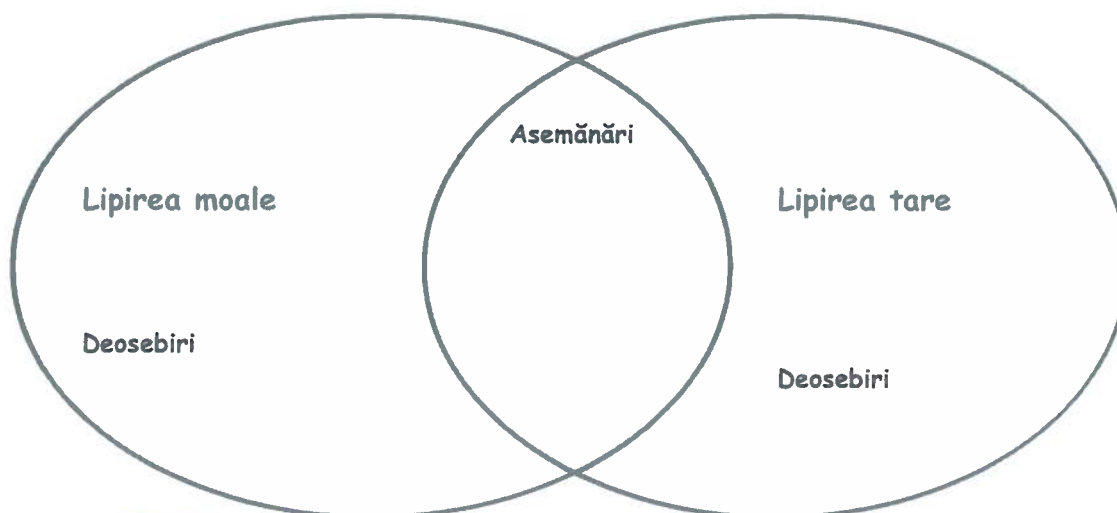 Asemănări
Lipirea moale
Lipirea tare
Deosebiri
Deosebiri